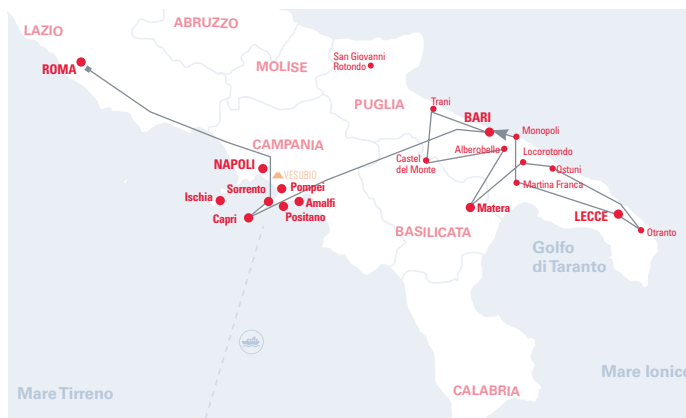 ABRUZZO
LAZIO
San Giovanni
Rotondo
ROMA
MOLISE
PUGLIA
Trani
BARI
Monopoli
CAMPANIA
Alberobello
Locorotondo
NAPOLI
Castel
del Monte
Ostuni
VESUBIO
Martina Franca
Sorrento
Pompei
Ischia
Amalfi
Positano
Capri
Matera
LECCE
BASILICATA
Otranto
Golfo
di Taranto
Mare Ionico
CALABRIA
Mare Tirreno